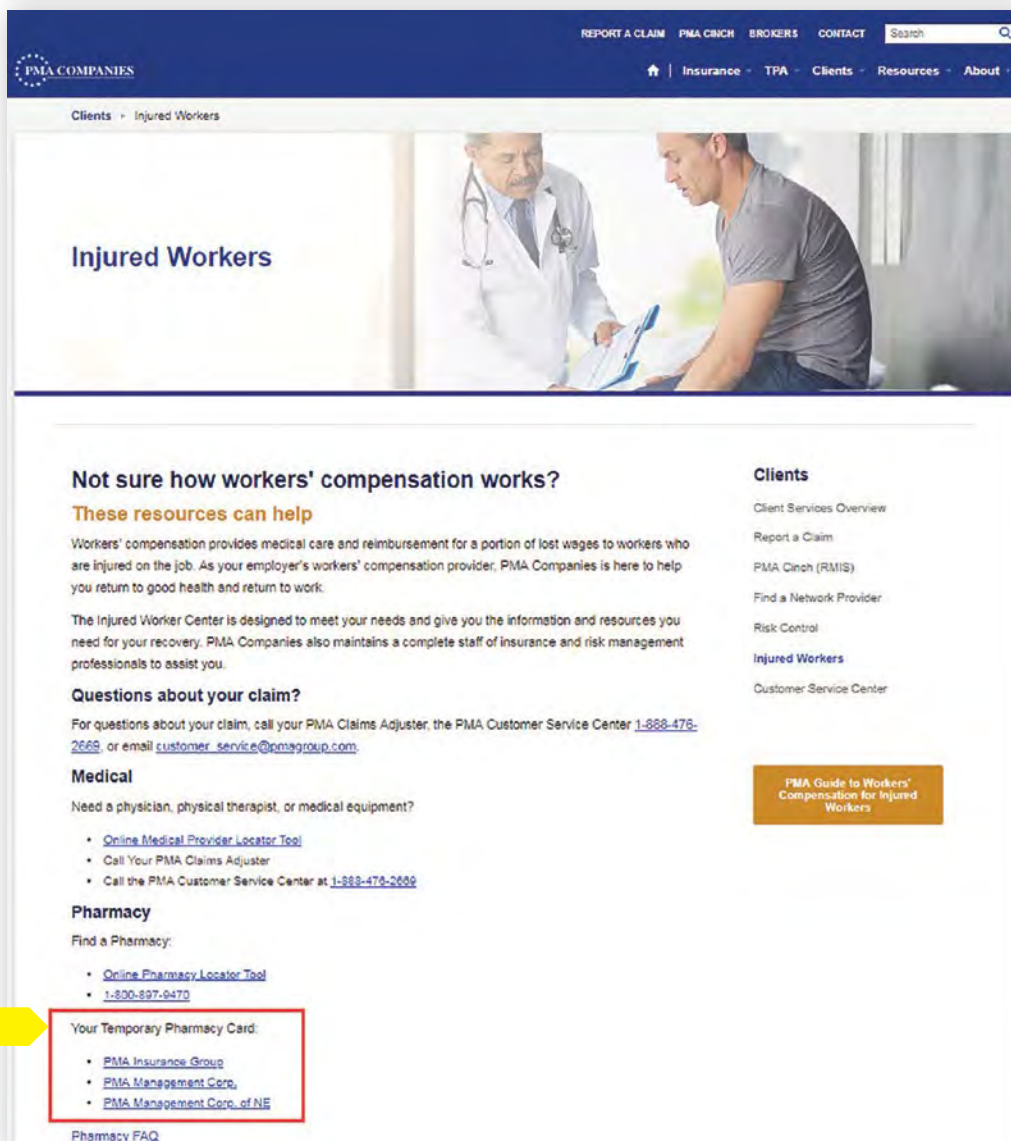 REPORT A CLAIM PMA CINCH BROKERS CONTACT Search
PMA COMPANIES
Insurance TPA Clients Resources About
Clients Injured Workers
Injured Workers
Not sure how workers' compensation works?
These resources can help
Workers' compensation provides medical care and reimbursement for a portion of lost wages to workers who
are injured on the job. As your employer's workers' compensation provider, PMA Companies is here to help
you return to good health and return to work.
The Injured Worker Center is designed to meet your needs and give you the information and resources you
need for your recovery. PMA Companies also maintains a complete staff of insurance and risk management
professionals to assist you.
Questions about your claim?
For questions about your claim, call your PMA Claims Adjuster, the PMA Customer Service Center 1-888-476-
2669, or email customer_service@pmagroup.com.
Medical
Need a physician, physical therapist, or medical equipment?
• Online Medical Provider Locator Tool
• Call Your PMA Claims Adjuster
• Call the PMA Customer Service Center at 1-888-476-2669
Pharmacy
Find a Pharmacy:
• Online Pharmacy Locator Tool
• 1-800-897-9470
Your Temporary Pharmacy Card:
• PMA Insurance Group
• PMA Management Corp.
• PMA Management Corp. of NE
Pharmacy FAQ
Clients
Client Services Overview
Report a Claim
PMA Cinch (RMIS)
Find a Network Provider
Risk Control
Injured Workers
Customer Service Center
PMA Guide to Workers'
Compensation for Injured
Workers